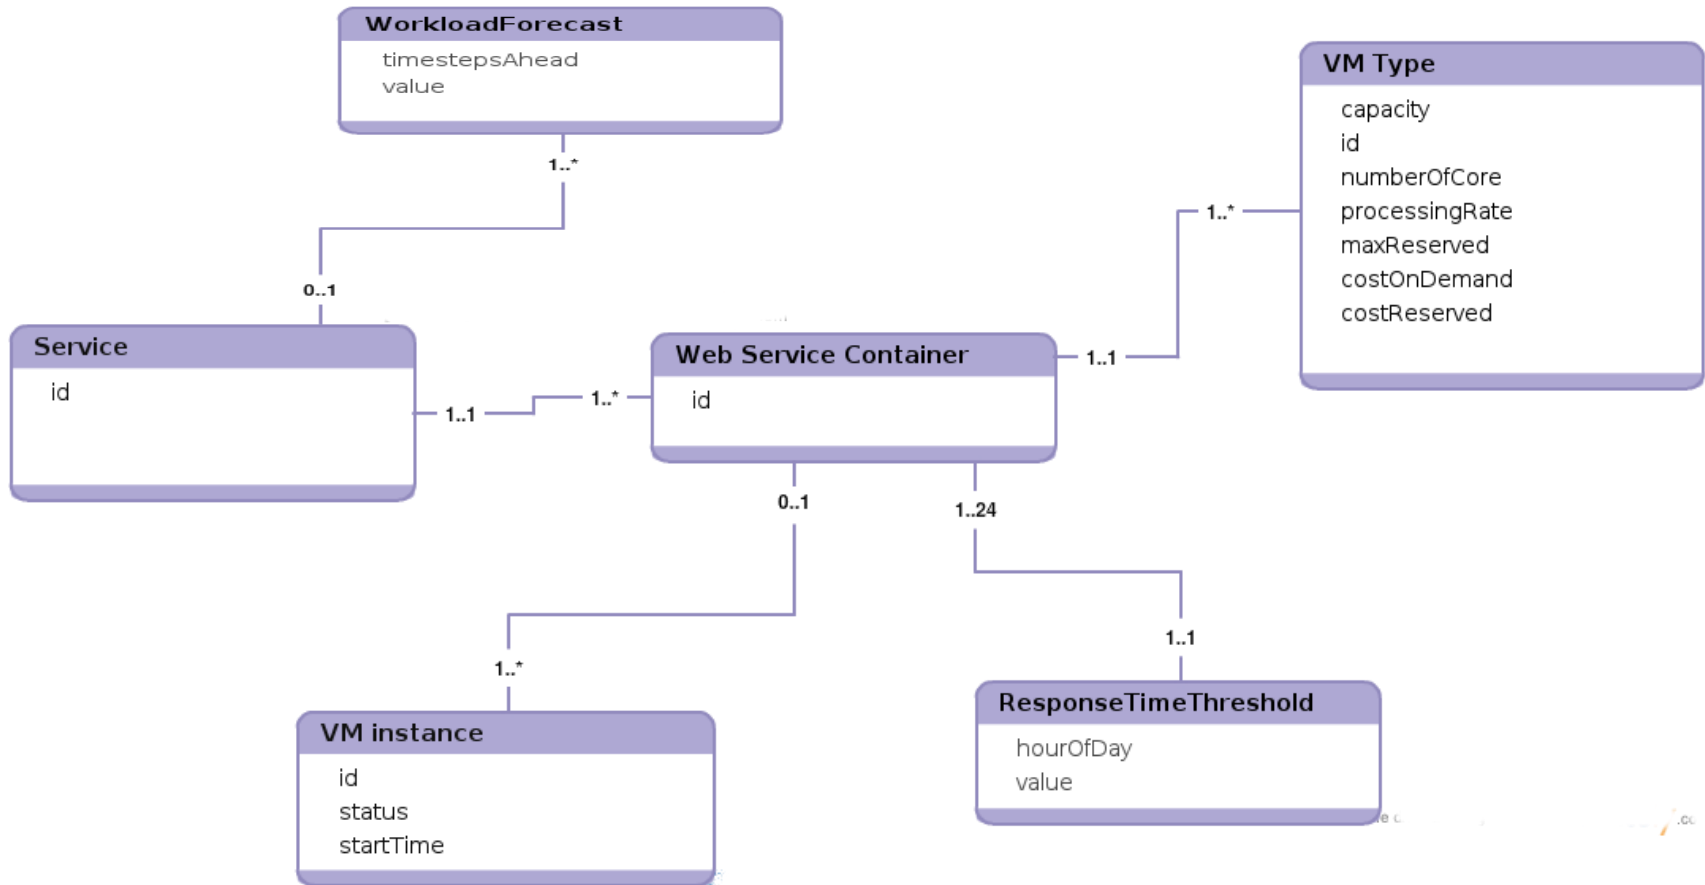 WorkloadForecast
timestepsAhead
value
1..*
0..1
Service
id
1..1
1..*
Web Service Container
id
1..1
1..*
VM Type
capacity
id
numberOfCore
processingRate
maxReserved
costOnDemand
costReserved
0..1
1..*
VM instance
id
status
startTime
1..24
1..1
ResponseTimeThreshold
hourOfDay
value